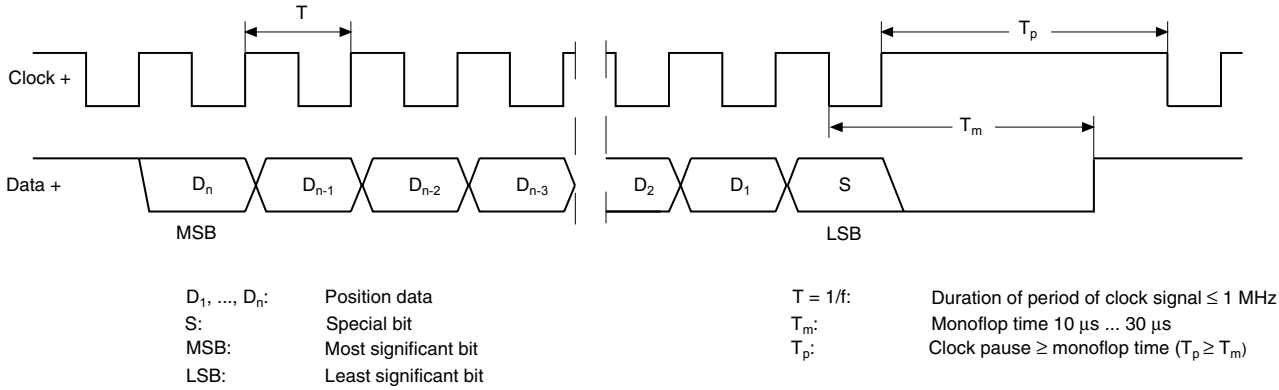 T
Tp
Clock +
Tm
Data +
Dn
Dn-1
Dn-2
Dn-3
D2
D1
S
MSB
LSB
D1, ..., Dn: Position data
S: Special bit
MSB: Most significant bit
LSB: Least significant bit
T = 1/f: Duration of period of clock signal ≤ 1 MHz
Tm: Monoflop time 10 μs ... 30 μs
Tp: Clock pause ≥ monoflop time (Tp ≥ Tm)